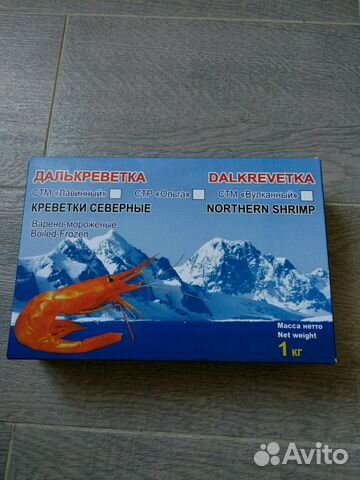 ДАЛЬКРЕВЕТКА DALKREVETKA
СТМ «Лавинный» СТР «Ольга» СТМ «Вулканный»
КРЕВЕТКИ СЕВЕРНЫЕ NORTHERN SHRIMP
Варено-мороженые
Boiled-Frozen
Масса нетто
Net weight
1 кг
Avito